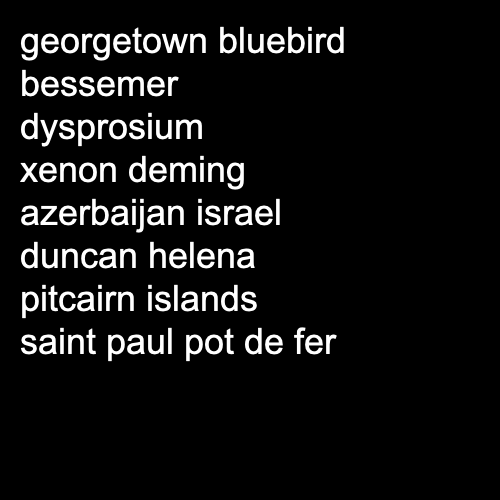 georgetown bluebird
bessemer
dysprosium
xenon deming
azerbaijan israel
duncan helena
pitcairn islands
saint paul pot de fer